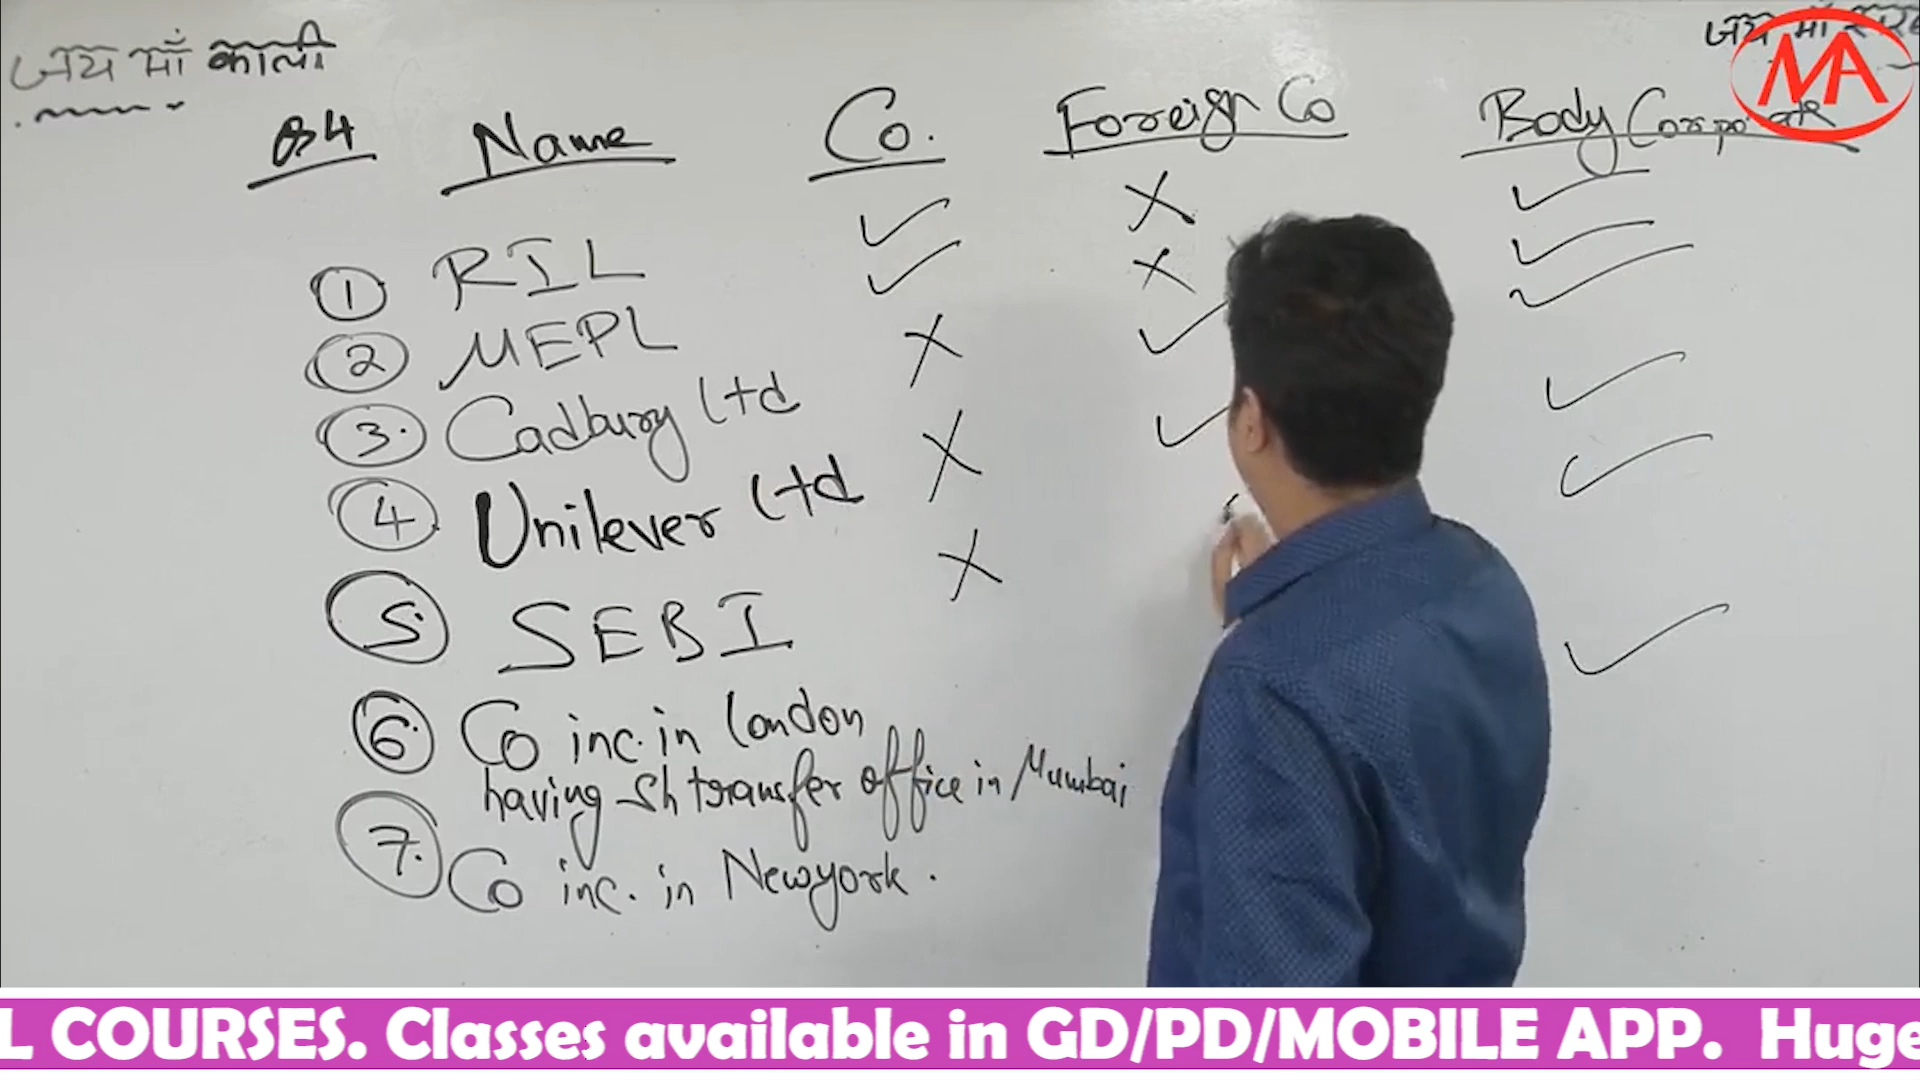 जय माँ काली
जय माँ
MA
Q4 Name Co. Foreign Co Body Corporate
① RIL ✓ X ✓
② MEPL ✓ X ✓
③ Cadbury Ltd X ✓ ✓
④ Unilever Ltd X ✓ ✓
⑤ SEBI X ✓
⑥ Co inc. in London ✓
having sh transfer office in Mumbai
⑦ Co inc. in Newyork.
L COURSES. Classes available in GD/PD/MOBILE APP. Huge